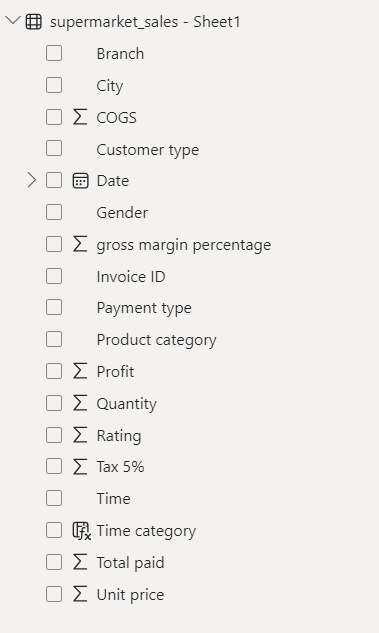 supermarket_sales - Sheet1
Branch
City
COGS
Customer type
Date
Gender
gross margin percentage
Invoice ID
Payment type
Product category
Profit
Quantity
Rating
Tax 5%
Time
Time category
Total paid
Unit price